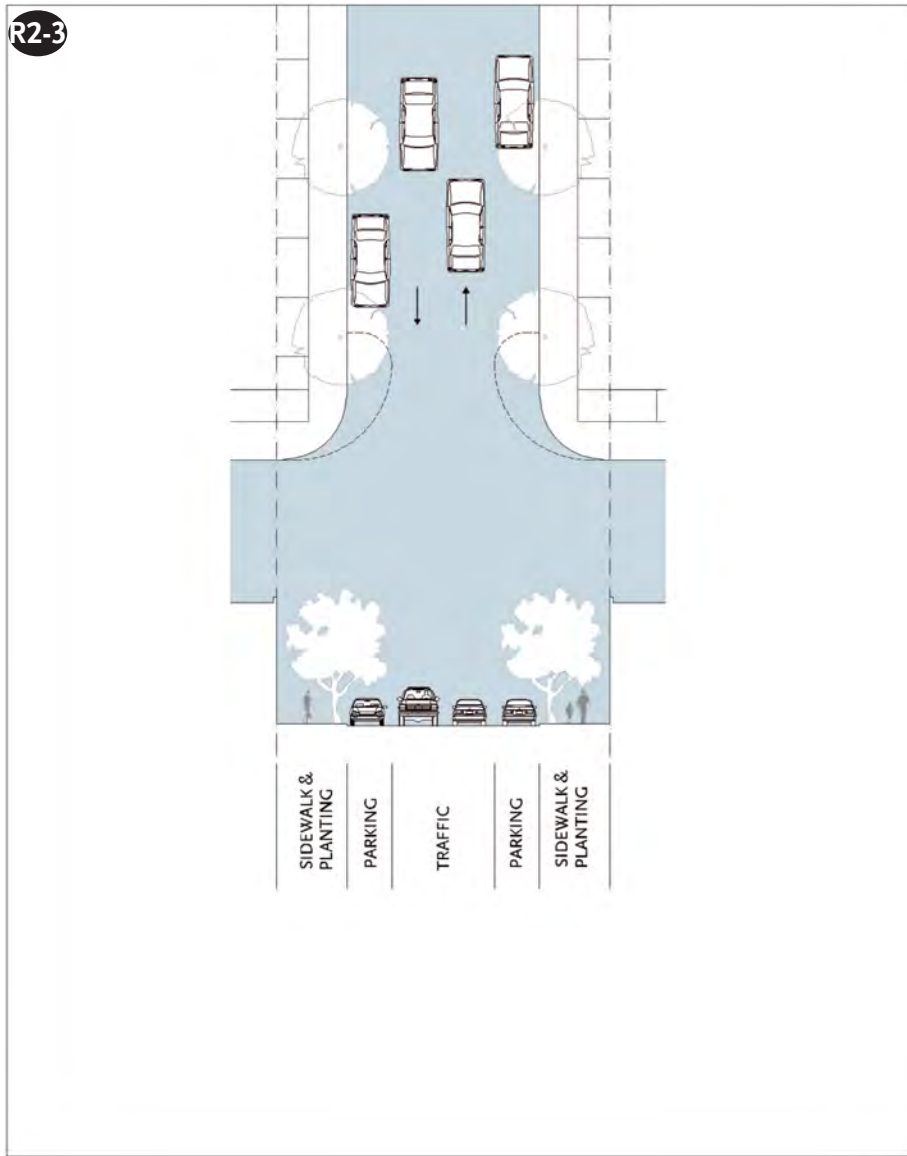 R2-3
SIDEWALK &
PLANTING
PARKING
TRAFFIC
PARKING
SIDEWALK &
PLANTING